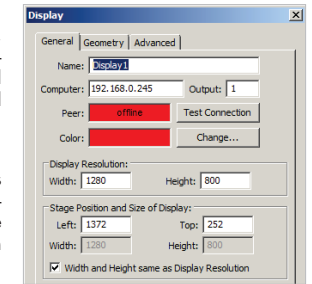 Display
General Geometry Advanced
Name: Display1
Computer: 192.168.0.245 Output: 1
Peer: offline Test Connection
Color: Change...
Display Resolution:
Width: 1280 Height: 800
Stage Position and Size of Display:
Left: 1372 Top: 252
Width: 1280 Height: 800
Width and Height same as Display Resolution